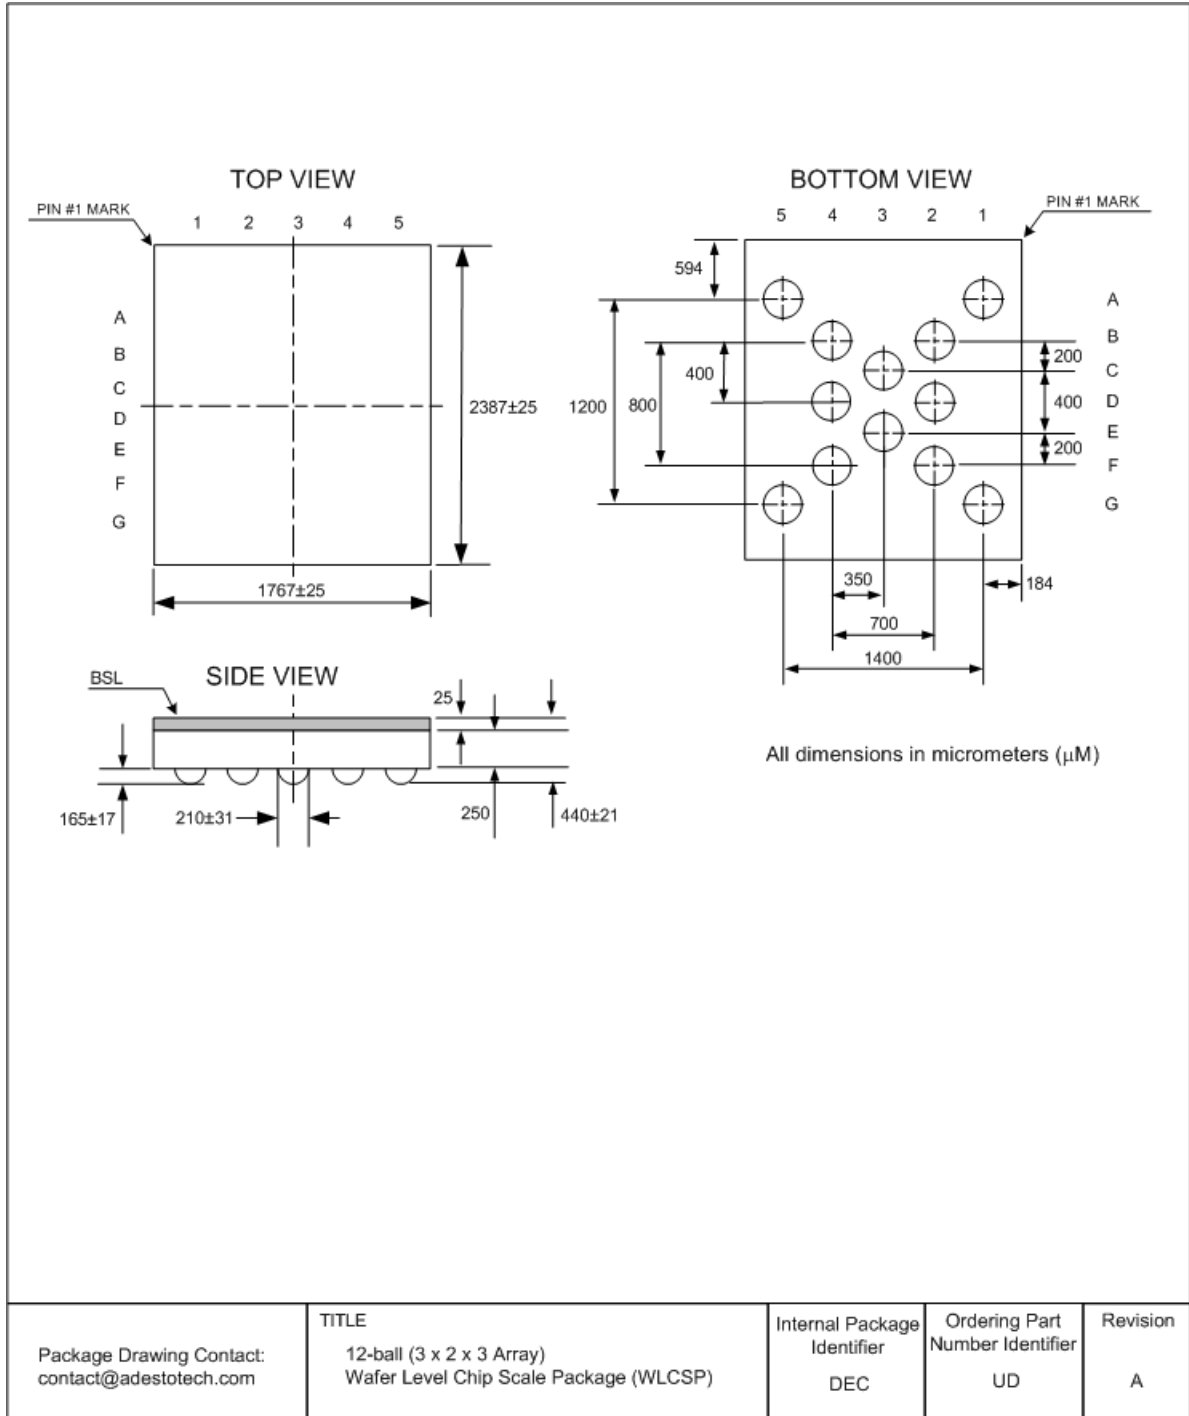 TOP VIEW
PIN #1 MARK
1 2 3 4 5
A
B
C
D
E
F
G
2387±25
1767±25
BOTTOM VIEW
PIN #1 MARK
5 4 3 2 1
594
A
B
C
D
E
F
G
200
400
200
400
800
1200
350
184
700
1400
SIDE VIEW
BSL
25
165±17
210±31
250
440±21
All dimensions in micrometers (μM)
Package Drawing Contact:
contact@adestotech.com
TITLE
12-ball (3 x 2 x 3 Array)
Wafer Level Chip Scale Package (WLCSP)
Internal Package
Identifier
DEC
Ordering Part
Number Identifier
UD
Revision
A